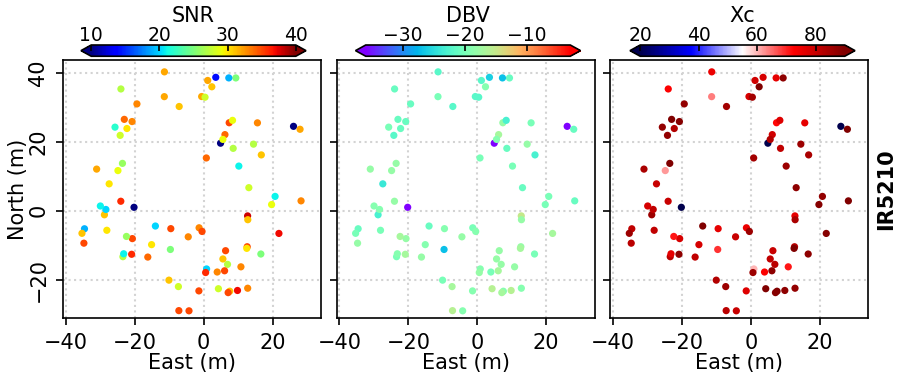 SNR DBV Xc
10 20 30 40 −30 −20 −10 20 40 60 80
40
20
0
−20
North (m)
−40 −20 0 20 −40 −20 0 20 −40 −20 0 20
East (m) East (m) East (m)
IR5210